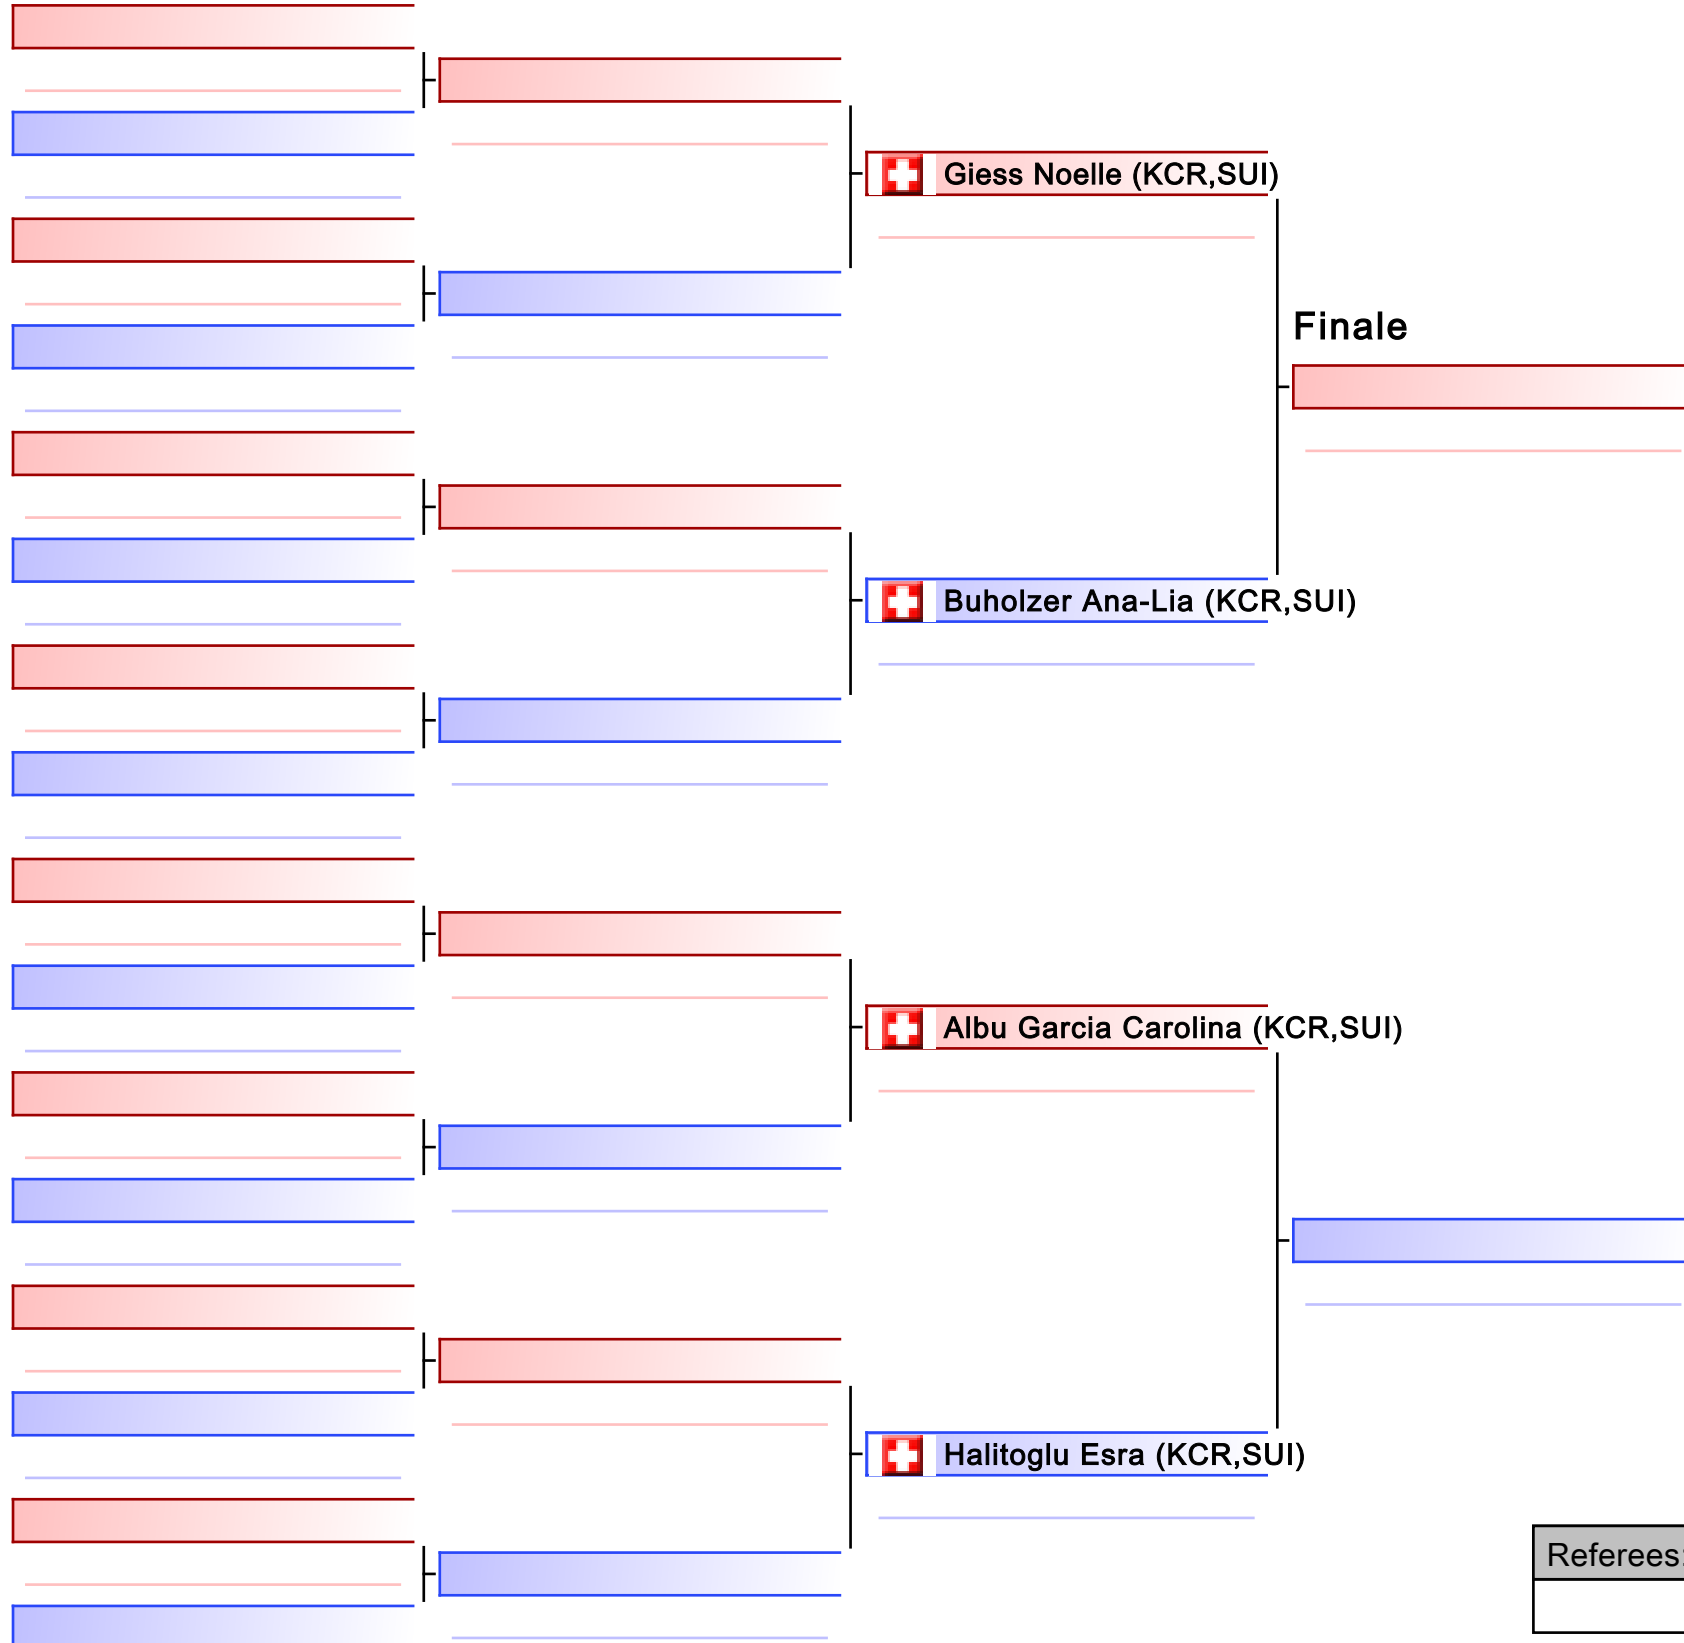 Giess Noelle (KCR,SUI)
Finale
Buholzer Ana-Lia (KCR,SUI)
Albu Garcia Carolina (KCR,SUI)
Halitoglu Esra (KCR,SUI)
Referees: